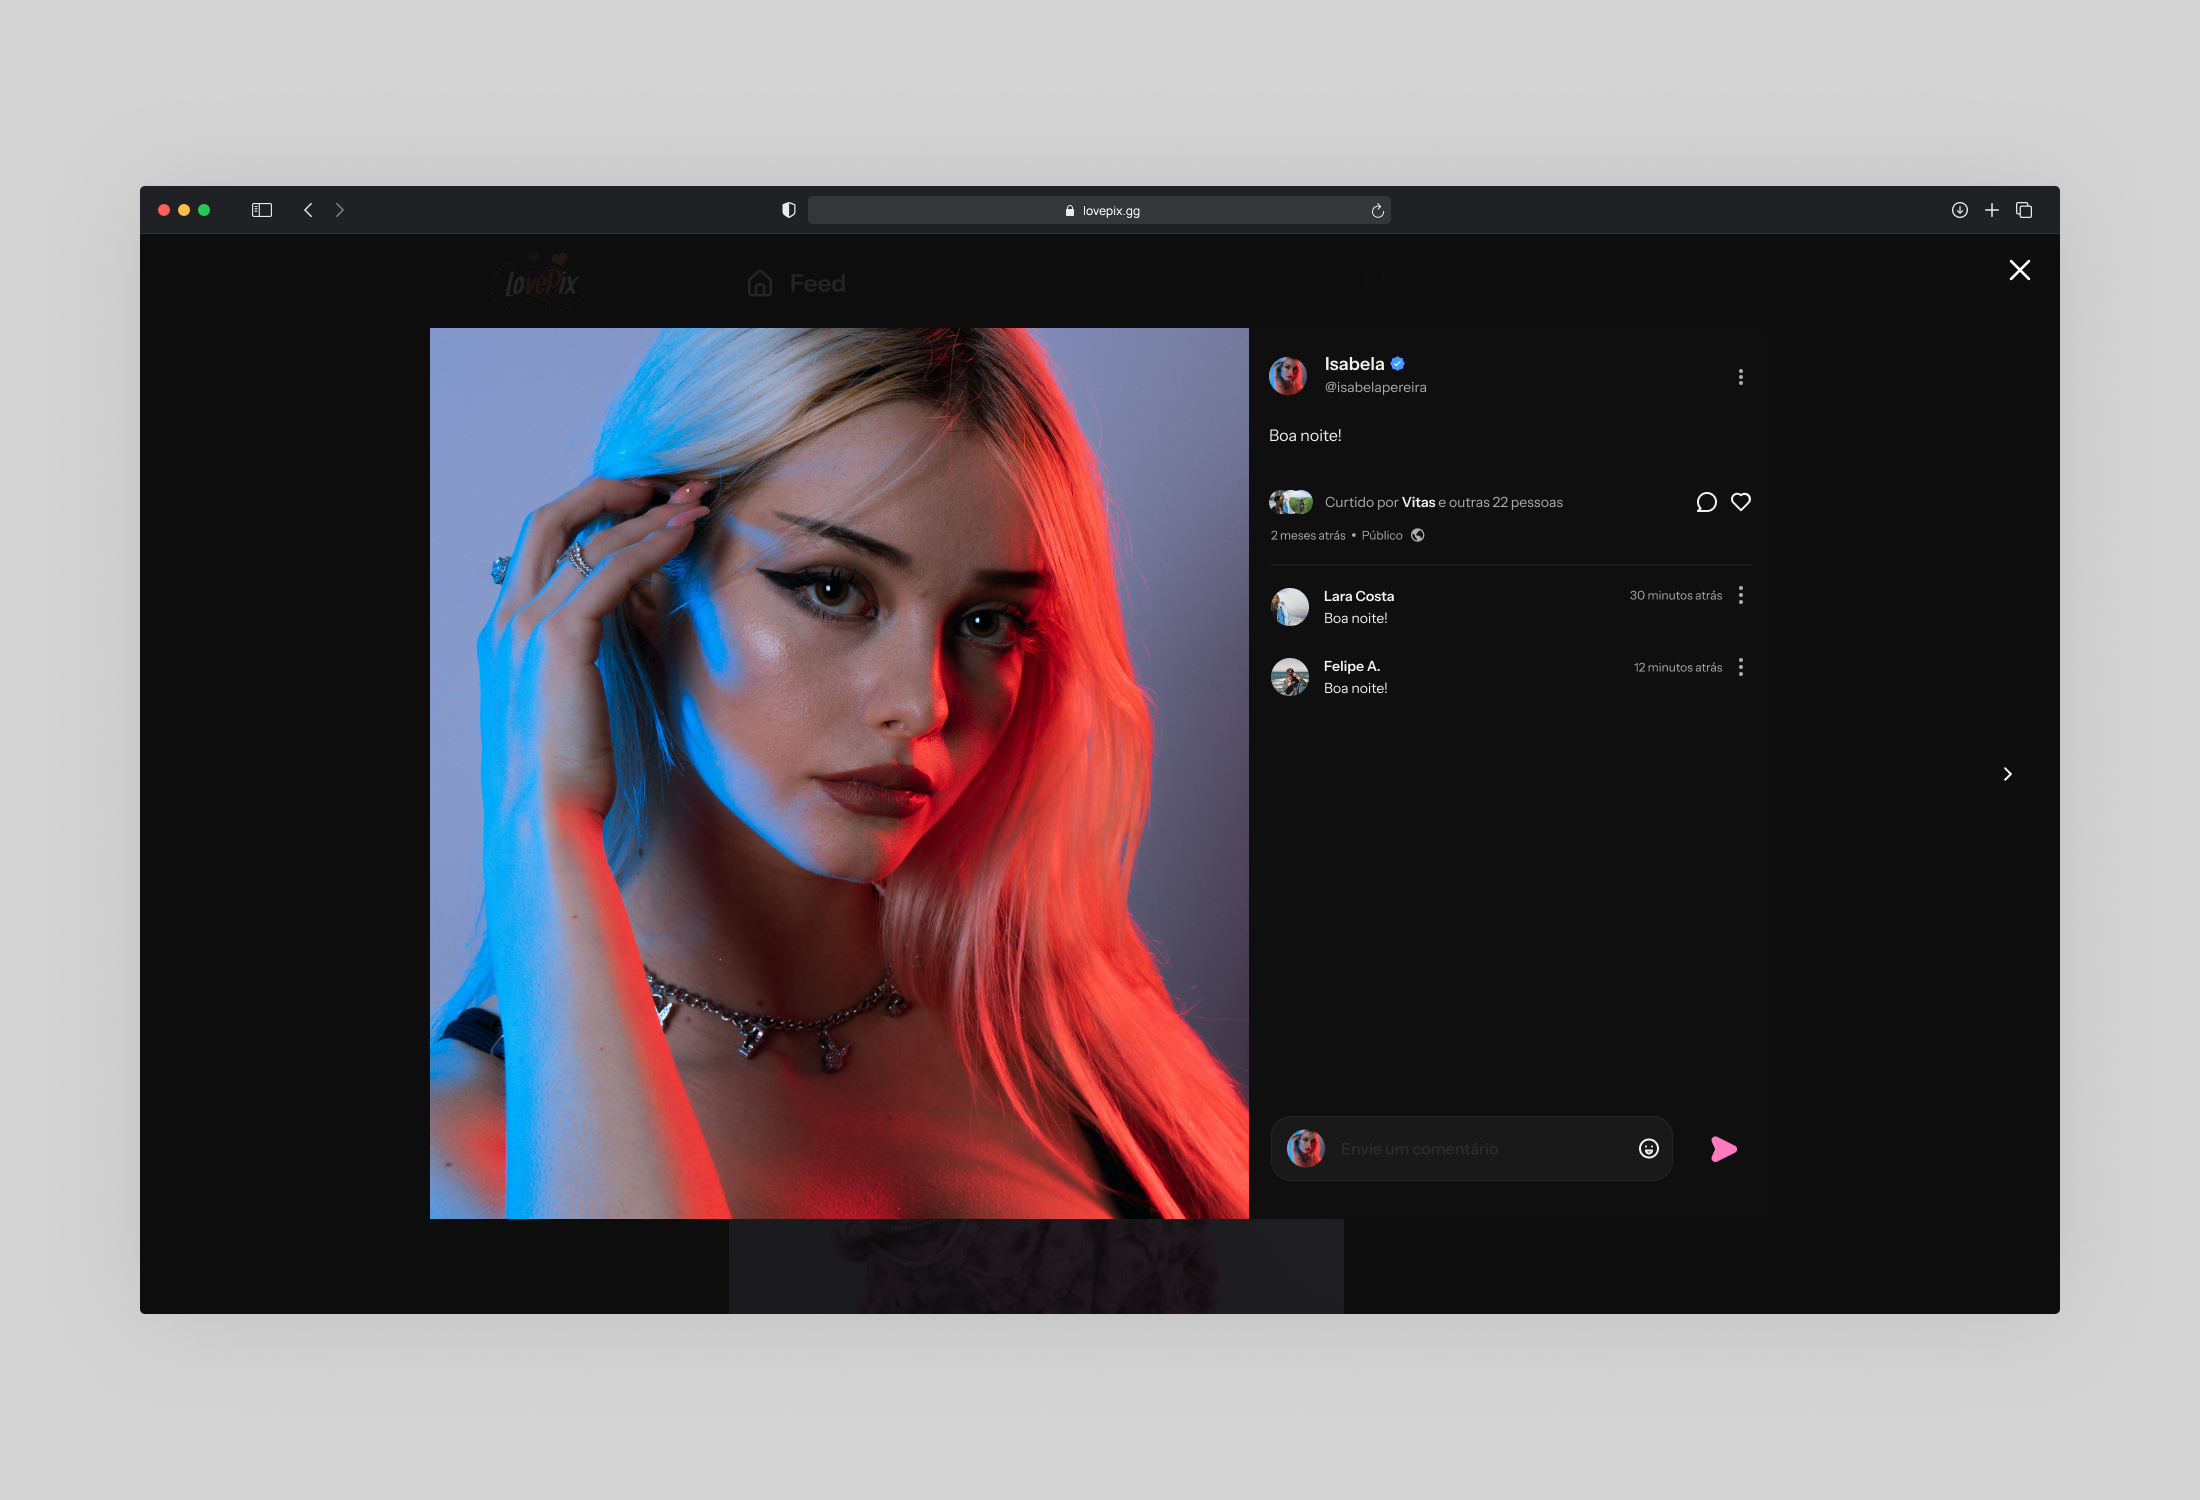 lovepix.gg
LovePix
Feed
Isabela
@isabelapereira
Boa noite!
Curtido por Vitas e outras 22 pessoas
2 meses atrás • Público
Lara Costa
30 minutos atrás
Boa noite!
Felipe A.
12 minutos atrás
Boa noite!
Envie um comentário